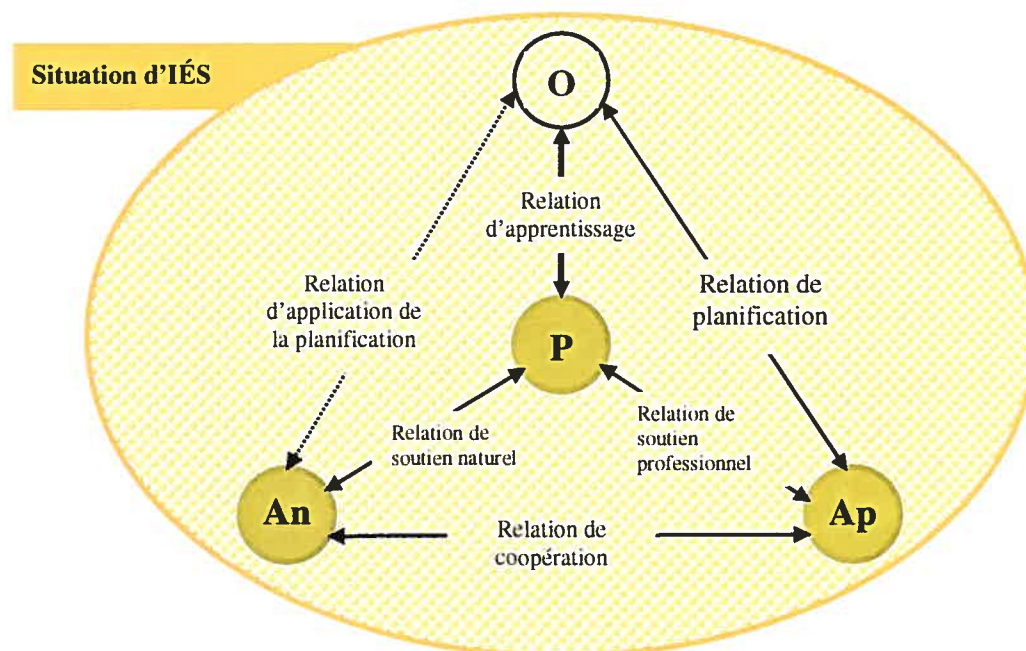 Situation d'IÉS
O
Relation
d'apprentissage
Relation
d'application de
la planification
Relation de
planification
P
Relation de
soutien naturel
Relation de
soutien
professionnel
An
Ap
Relation de
coopération